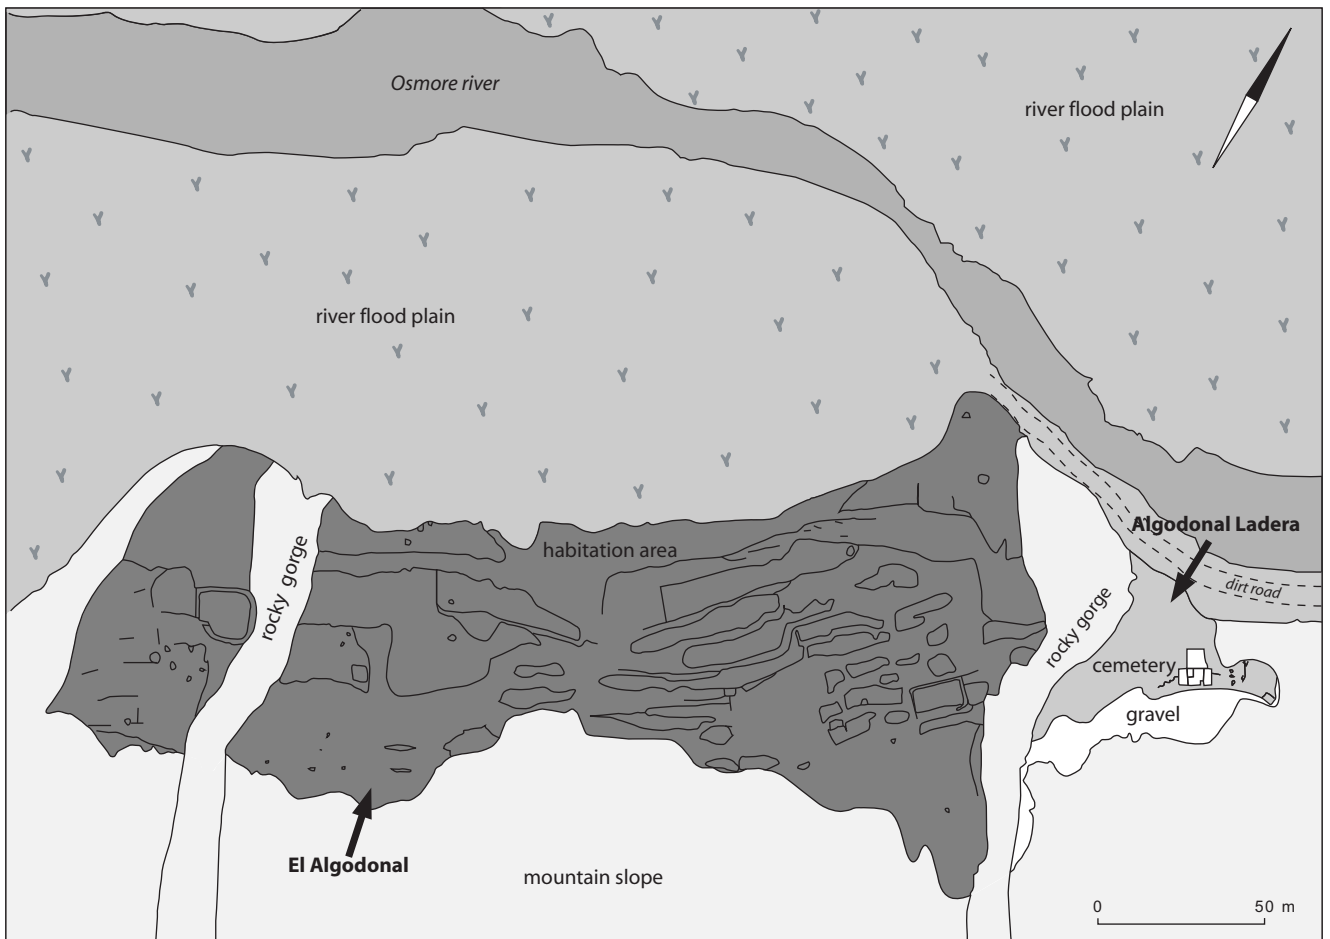 Osmore river
river flood plain
river flood plain
Algodonal Ladera
habitation area
rocky gorge
dirt road
rocky gorge
cemetery
gravel
El Algodonal
mountain slope
0 50 m